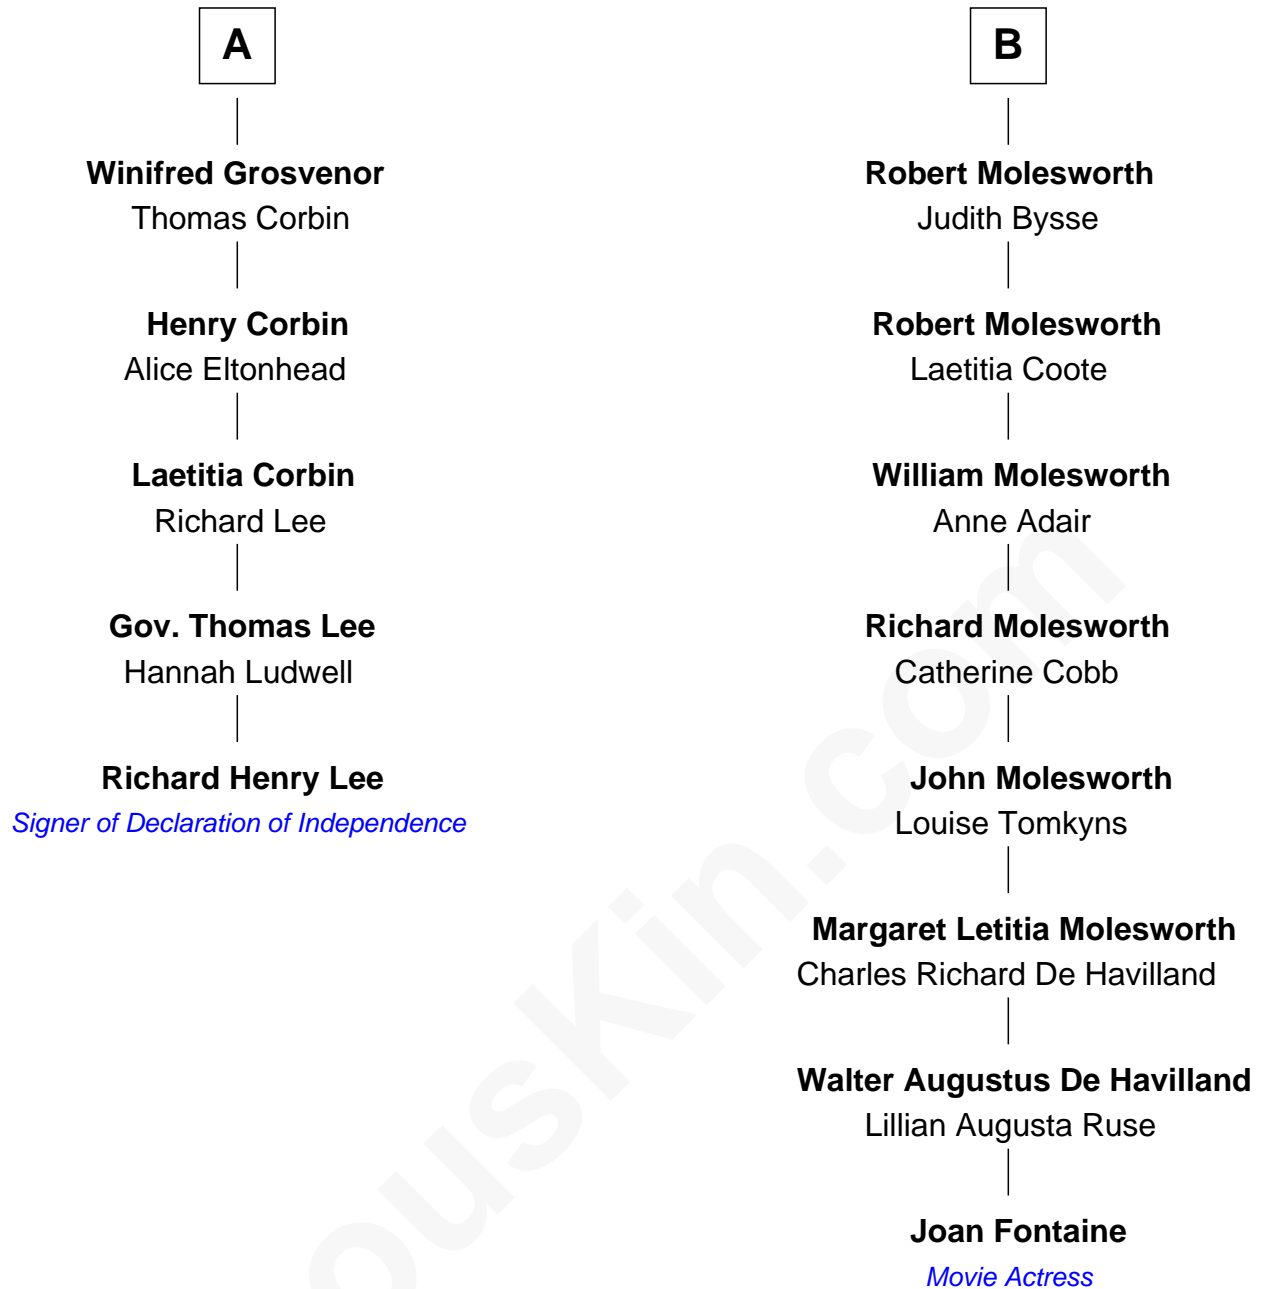 A
Winifred Grosvenor
Thomas Corbin
Henry Corbin
Alice Eltonhead
Laetitia Corbin
Richard Lee
Gov. Thomas Lee
Hannah Ludwell
Richard Henry Lee
Signer of Declaration of Independence
B
Robert Molesworth
Judith Bysse
Robert Molesworth
Laetitia Coote
William Molesworth
Anne Adair
Richard Molesworth
Catherine Cobb
John Molesworth
Louise Tomkyns
Margaret Letitia Molesworth
Charles Richard De Havilland
Walter Augustus De Havilland
Lillian Augusta Ruse
Joan Fontaine
Movie Actress
ousKin.com